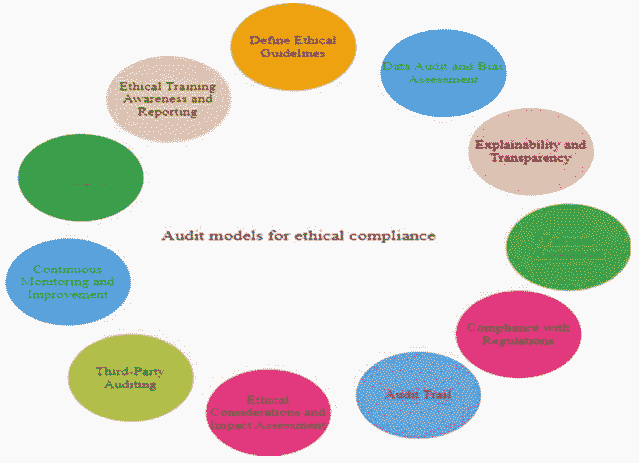 Define Ethical
Guidelines
Data Audit and Bias
Assessment
Explainability and
Transparency
Compliance with
Regulations
Audit Trail
Ethical
Considerations and
Impact Assessment
Third-Party
Auditing
Continuous
Monitoring and
Improvement
Ethical Training
Awareness and
Reporting
Audit models for ethical compliance